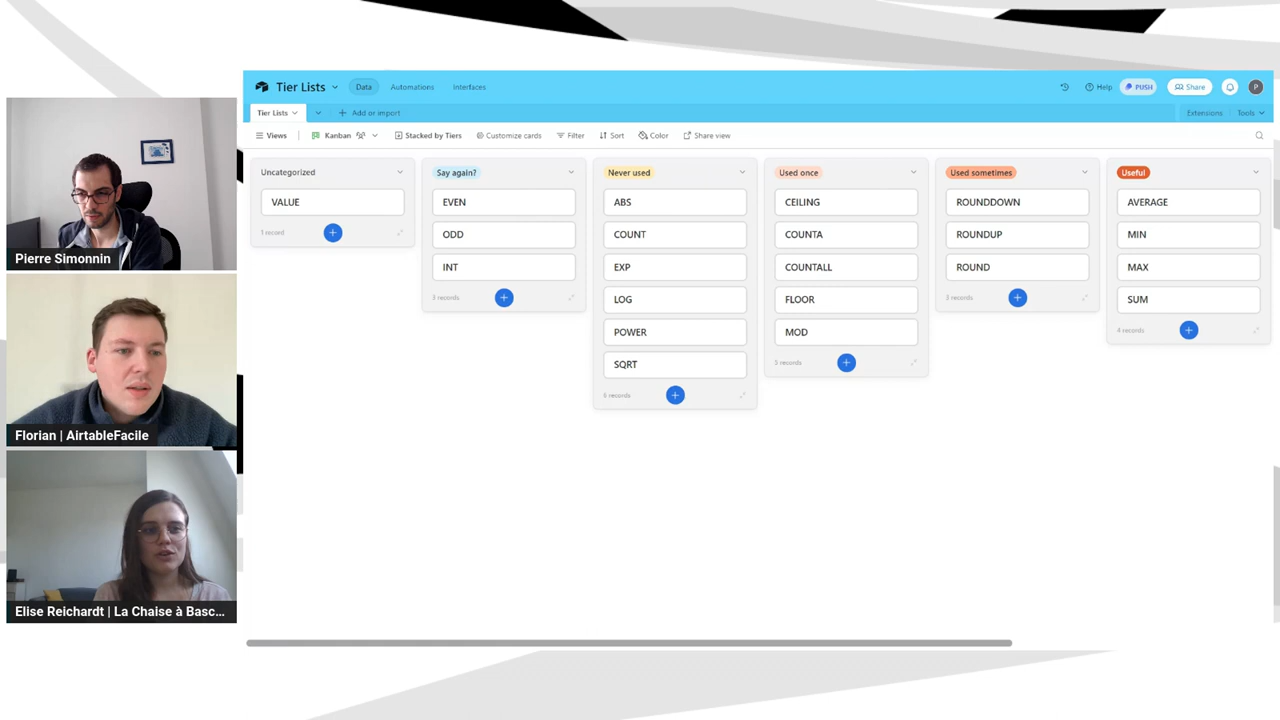 Tier Lists
Data
Automations
Interfaces
Help
PUSH
Share
P
Tier Lists
Add or import
Extensions
Tools
Views
Kanban
Stacked by Tiers
Customize cards
Filter
Sort
Color
Share view
Uncategorized
VALUE
1 record
Say again?
EVEN
ODD
INT
3 records
Never used
ABS
COUNT
EXP
LOG
POWER
SQRT
6 records
Used once
CEILING
COUNTA
COUNTALL
FLOOR
MOD
5 records
Used sometimes
ROUNDDOWN
ROUNDUP
ROUND
3 records
Useful
AVERAGE
MIN
MAX
SUM
4 records
Pierre Simonnin
Florian | AirtableFacile
Elise Reichardt | La Chaise à Basc...